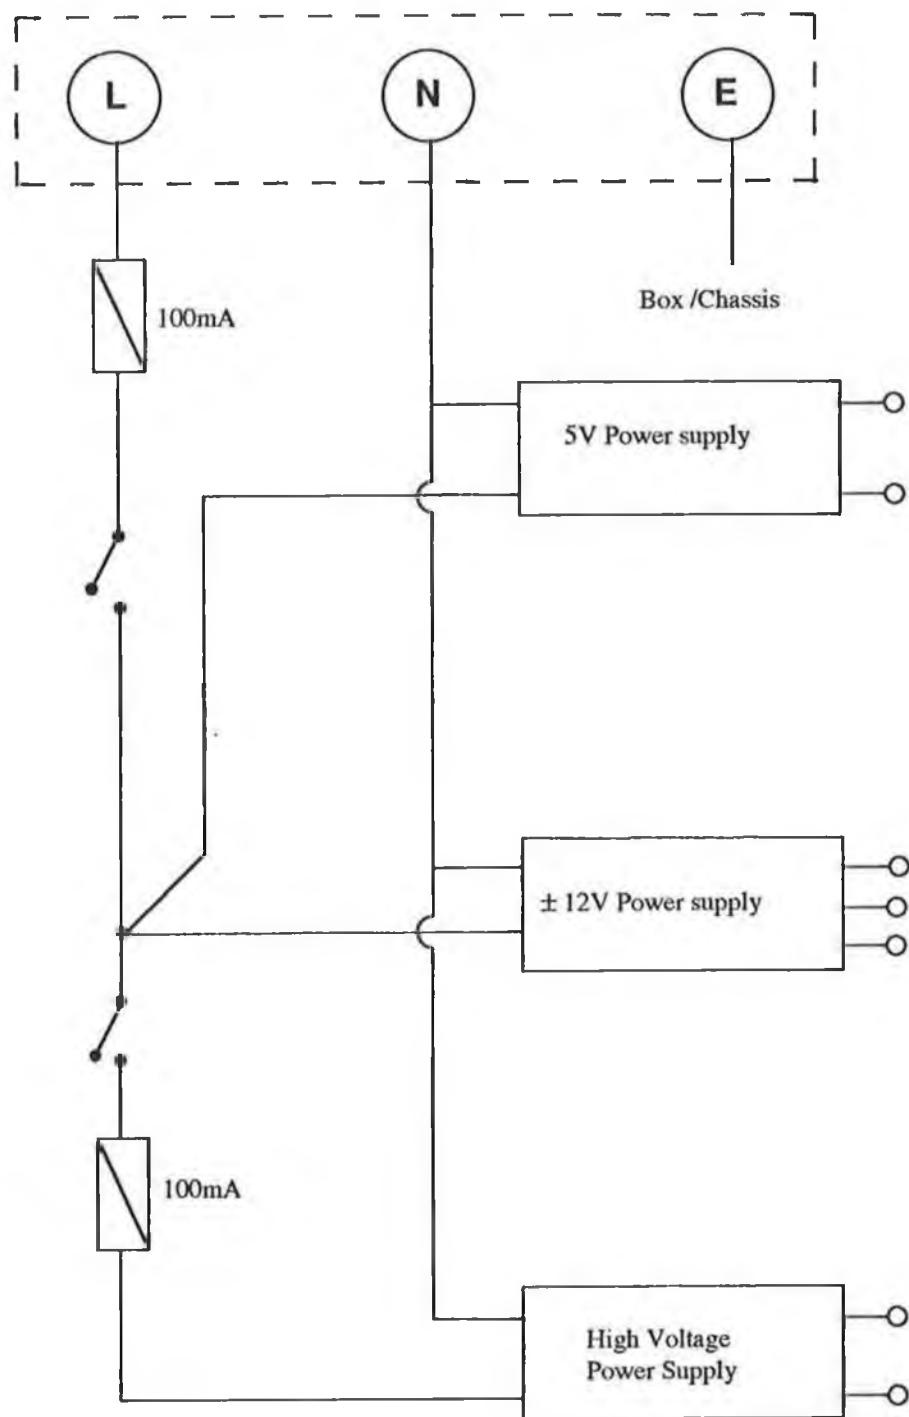 L
N
E
100mA
Box /Chassis
5V Power supply
± 12V Power supply
100mA
High Voltage
Power Supply